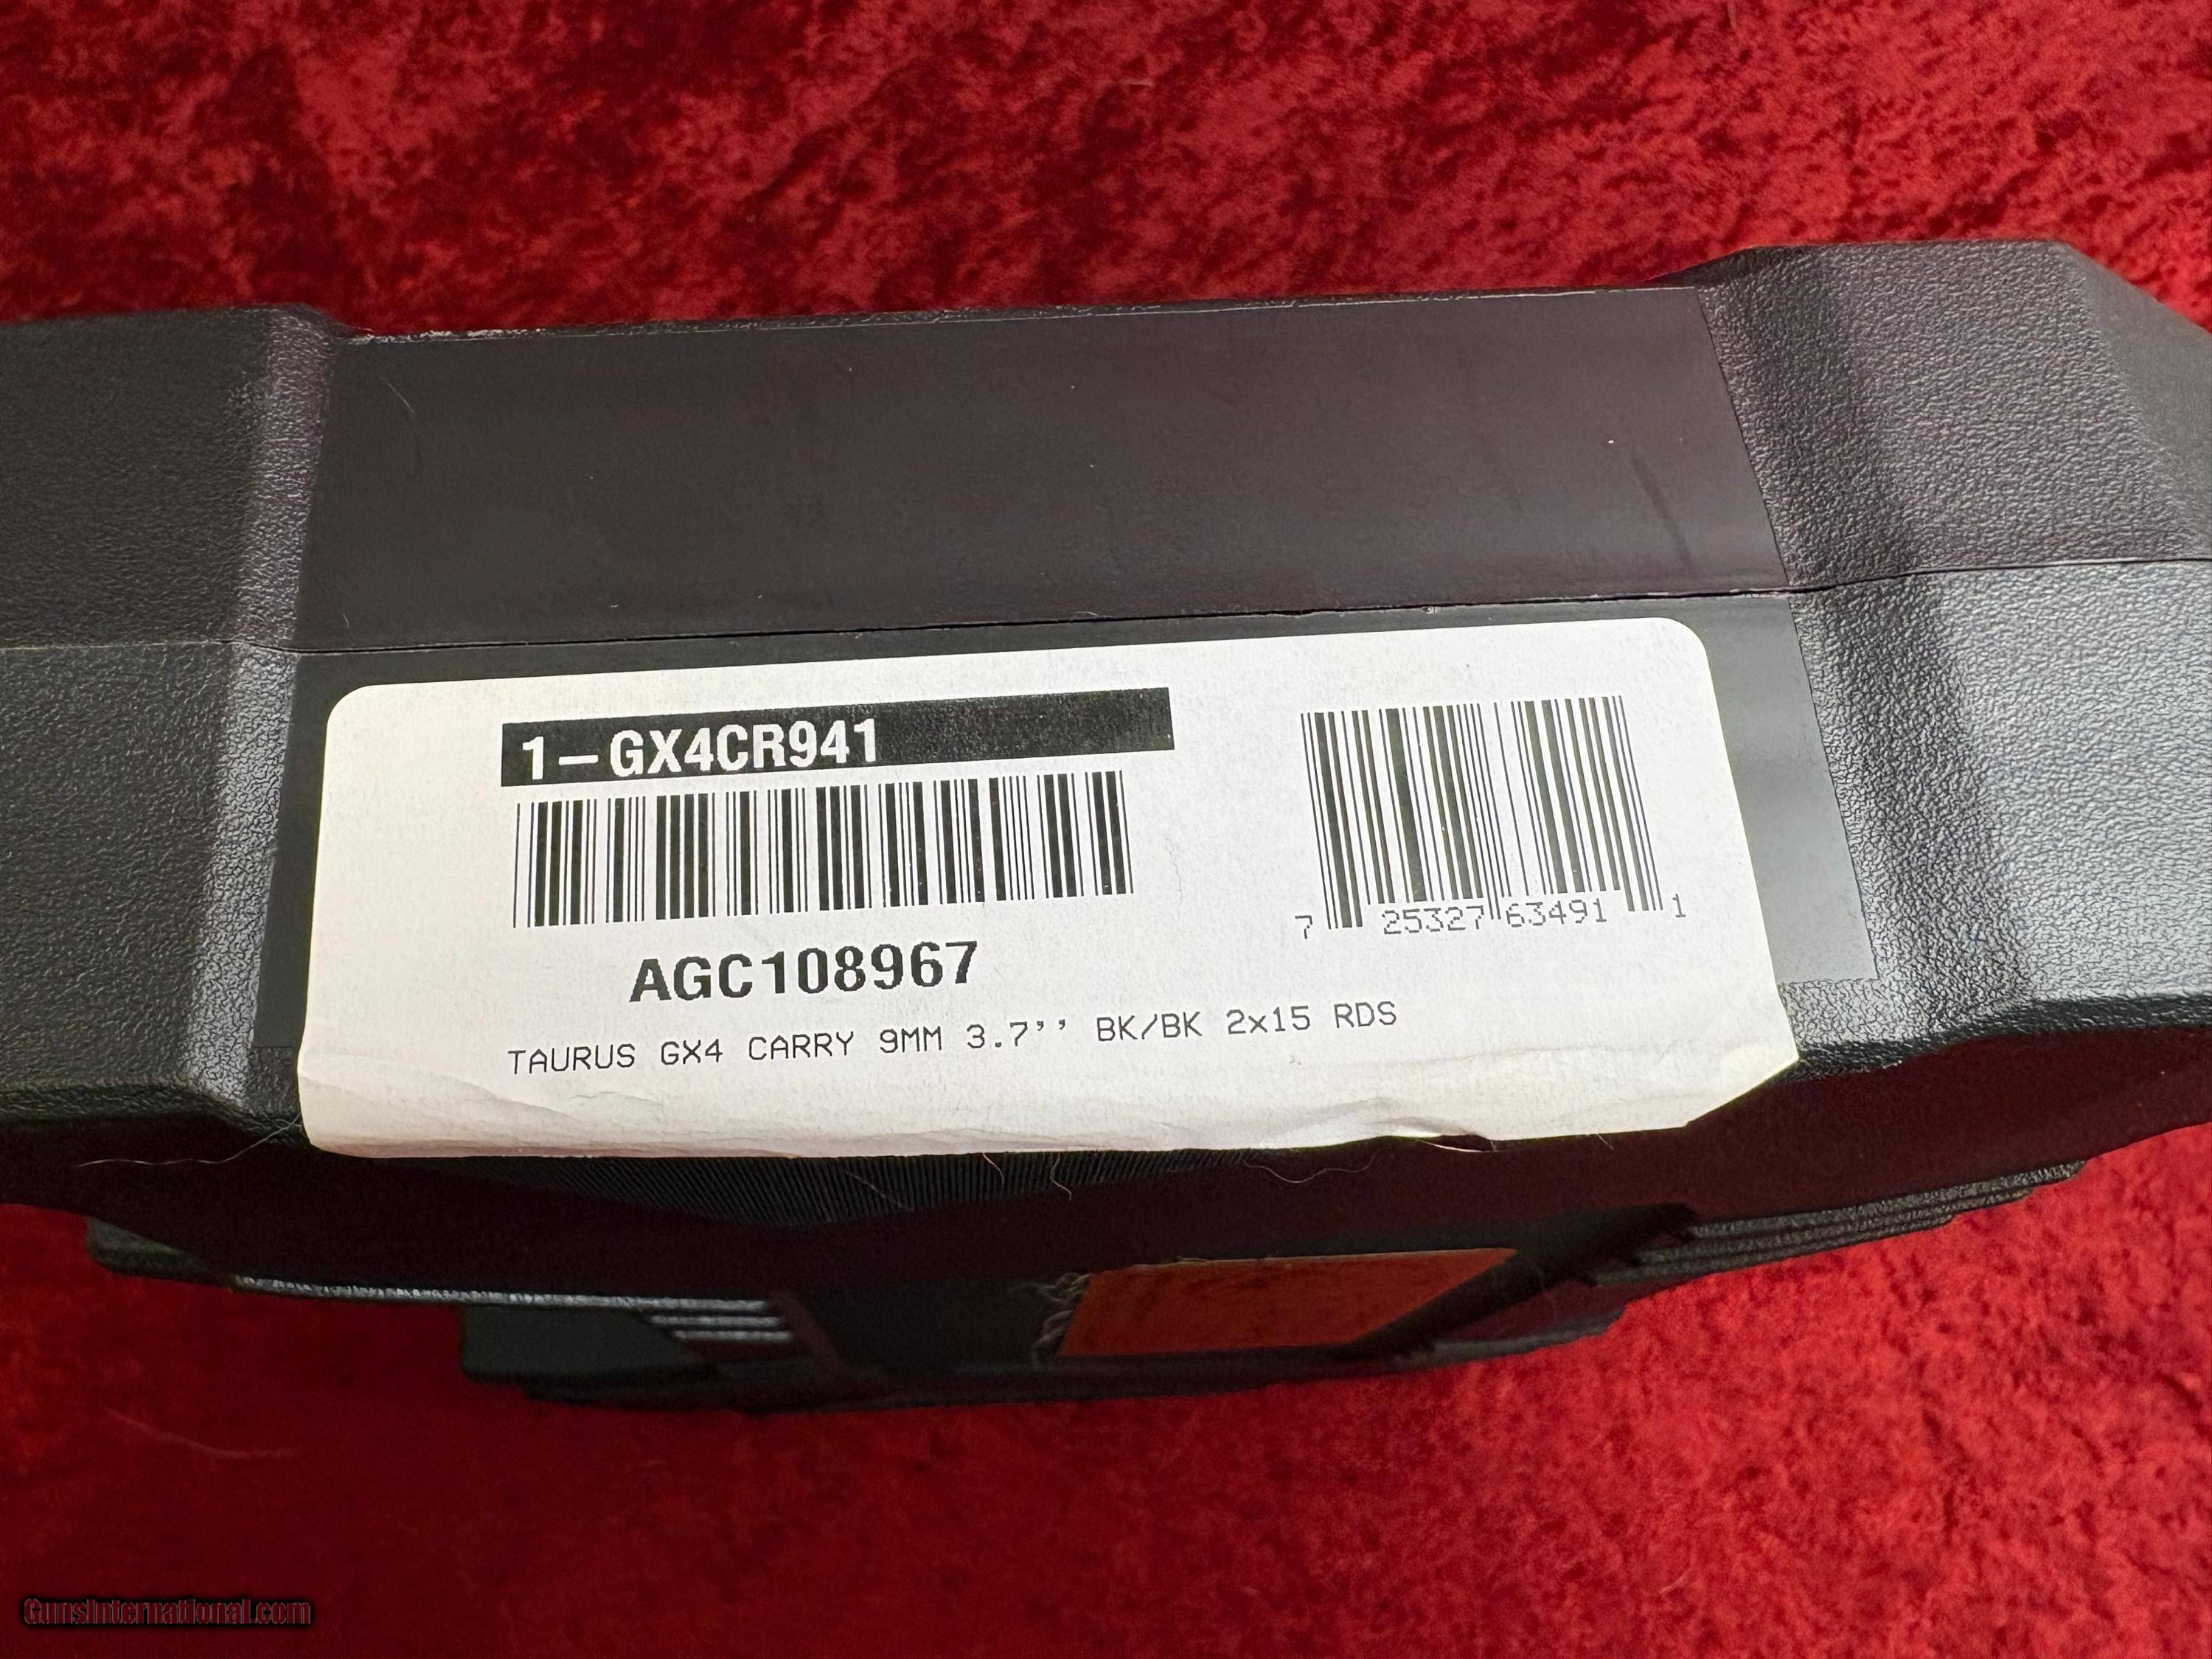 1-GX4CR941
AGC108967
7 25327 63491 1
TAURUS GX4 CARRY 9MM 3.7’’ BK/BK 2x15 RDS
GunsInternational.com